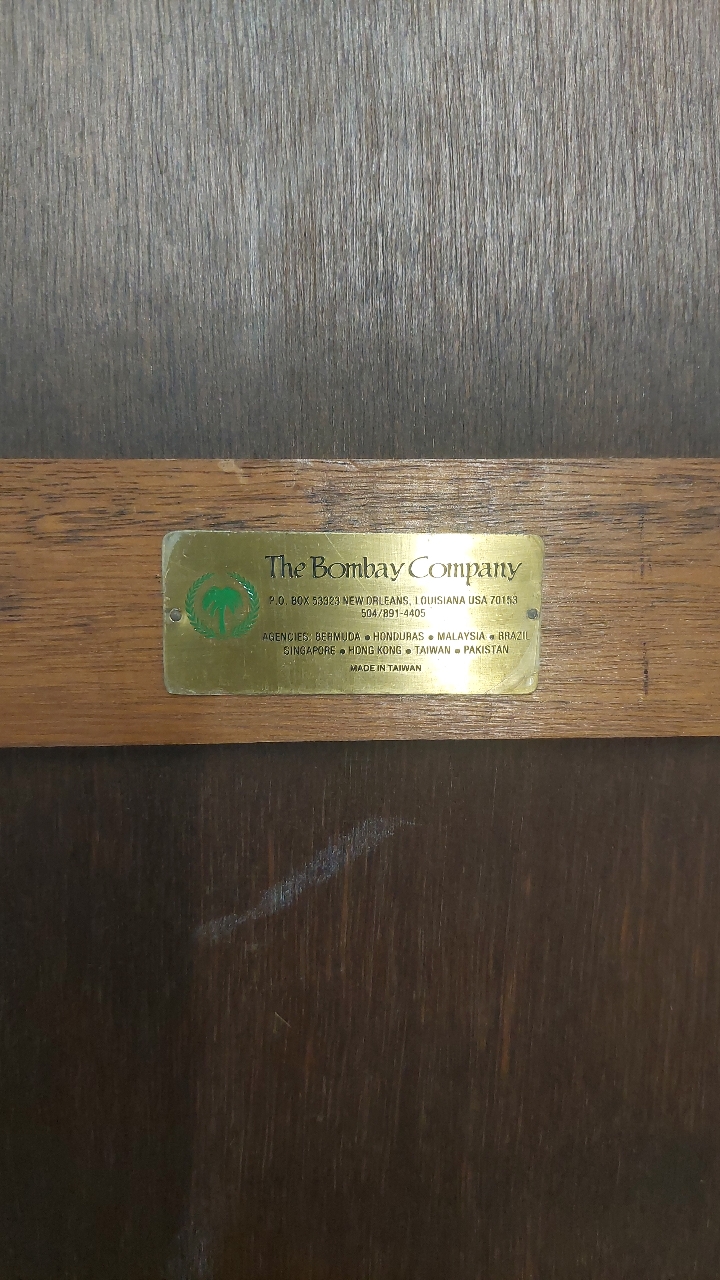 The Bombay Company
P.O. BOX 53323 NEW ORLEANS, LOUISIANA USA 70153
504/891-4405
AGENCIES: BERMUDA • HONDURAS • MALAYSIA • BRAZIL
SINGAPORE • HONG KONG • TAIWAN • PAKISTAN
MADE IN TAIWAN